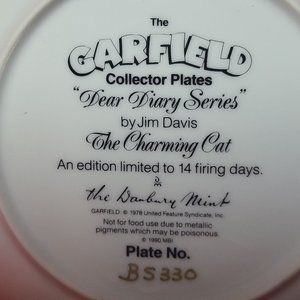 The
GARFIELD
Collector Plates
"Dear Diary Series"
by Jim Davis
The Charming Cat
An edition limited to 14 firing days.
The Danbury Mint
GARFIELD: © 1978 United Feature Syndicate, Inc.
Not for food use due to metallic
pigments which may be poisonous.
© 1990 MBI
Plate No.
B5330